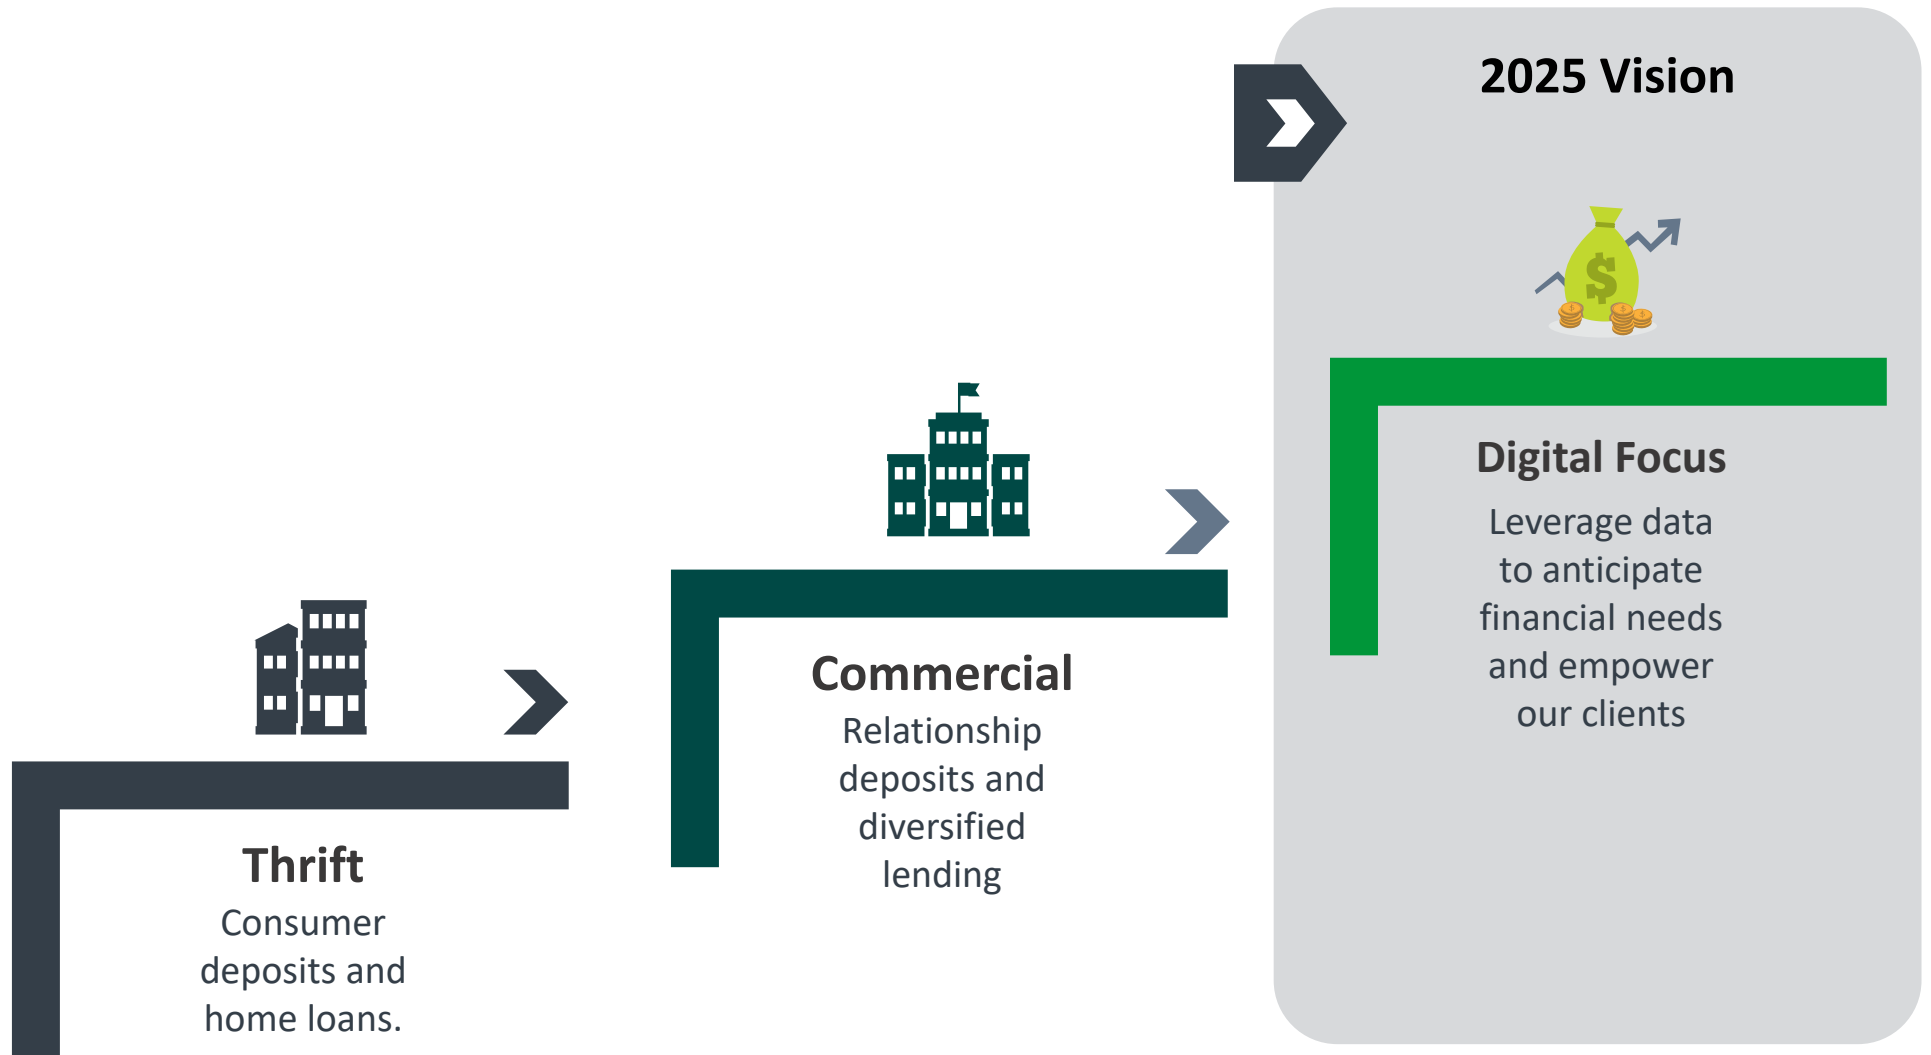 2025 Vision
$
Digital Focus
Leverage data
to anticipate
financial needs
and empower
our clients
Commercial
Relationship
deposits and
diversified
lending
Thrift
Consumer
deposits and
home loans.